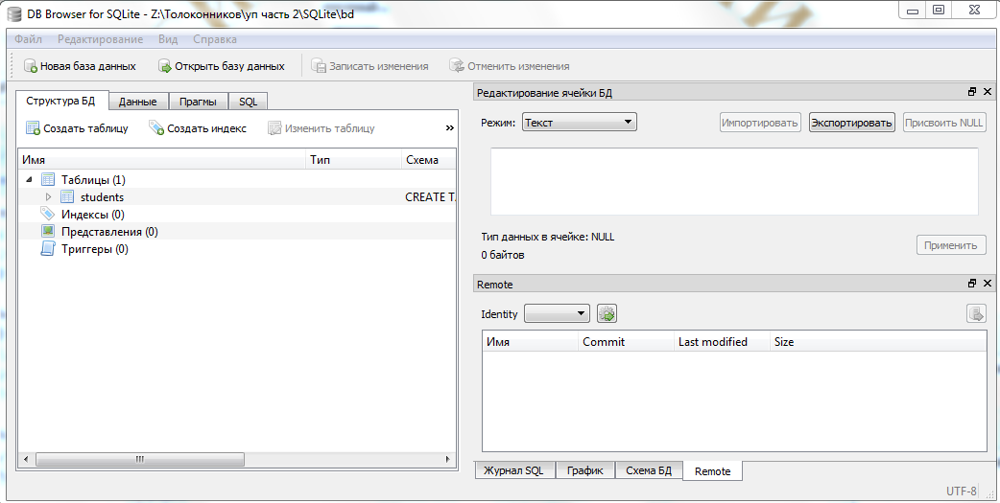 DB Browser for SQLite - Z:\Толоконников\уп часть 2\SQLite\bd
Файл Редактирование Вид Справка
Новая база данных Открыть базу данных Записать изменения Отменить изменения
Структура БД Данные Прагмы SQL
Создать таблицу Создать индекс Изменить таблицу »
Имя Тип Схема
Таблицы (1)
students CREATE TA
Индексы (0)
Представления (0)
Триггеры (0)
Редактирование ячейки БД
Режим: Текст Импортировать Экспортировать Присвоить NULL
Тип данных в ячейке: NULL
0 байтов
Применить
Remote
Identity
Имя Commit Last modified Size
Журнал SQL График Схема БД Remote
UTF-8